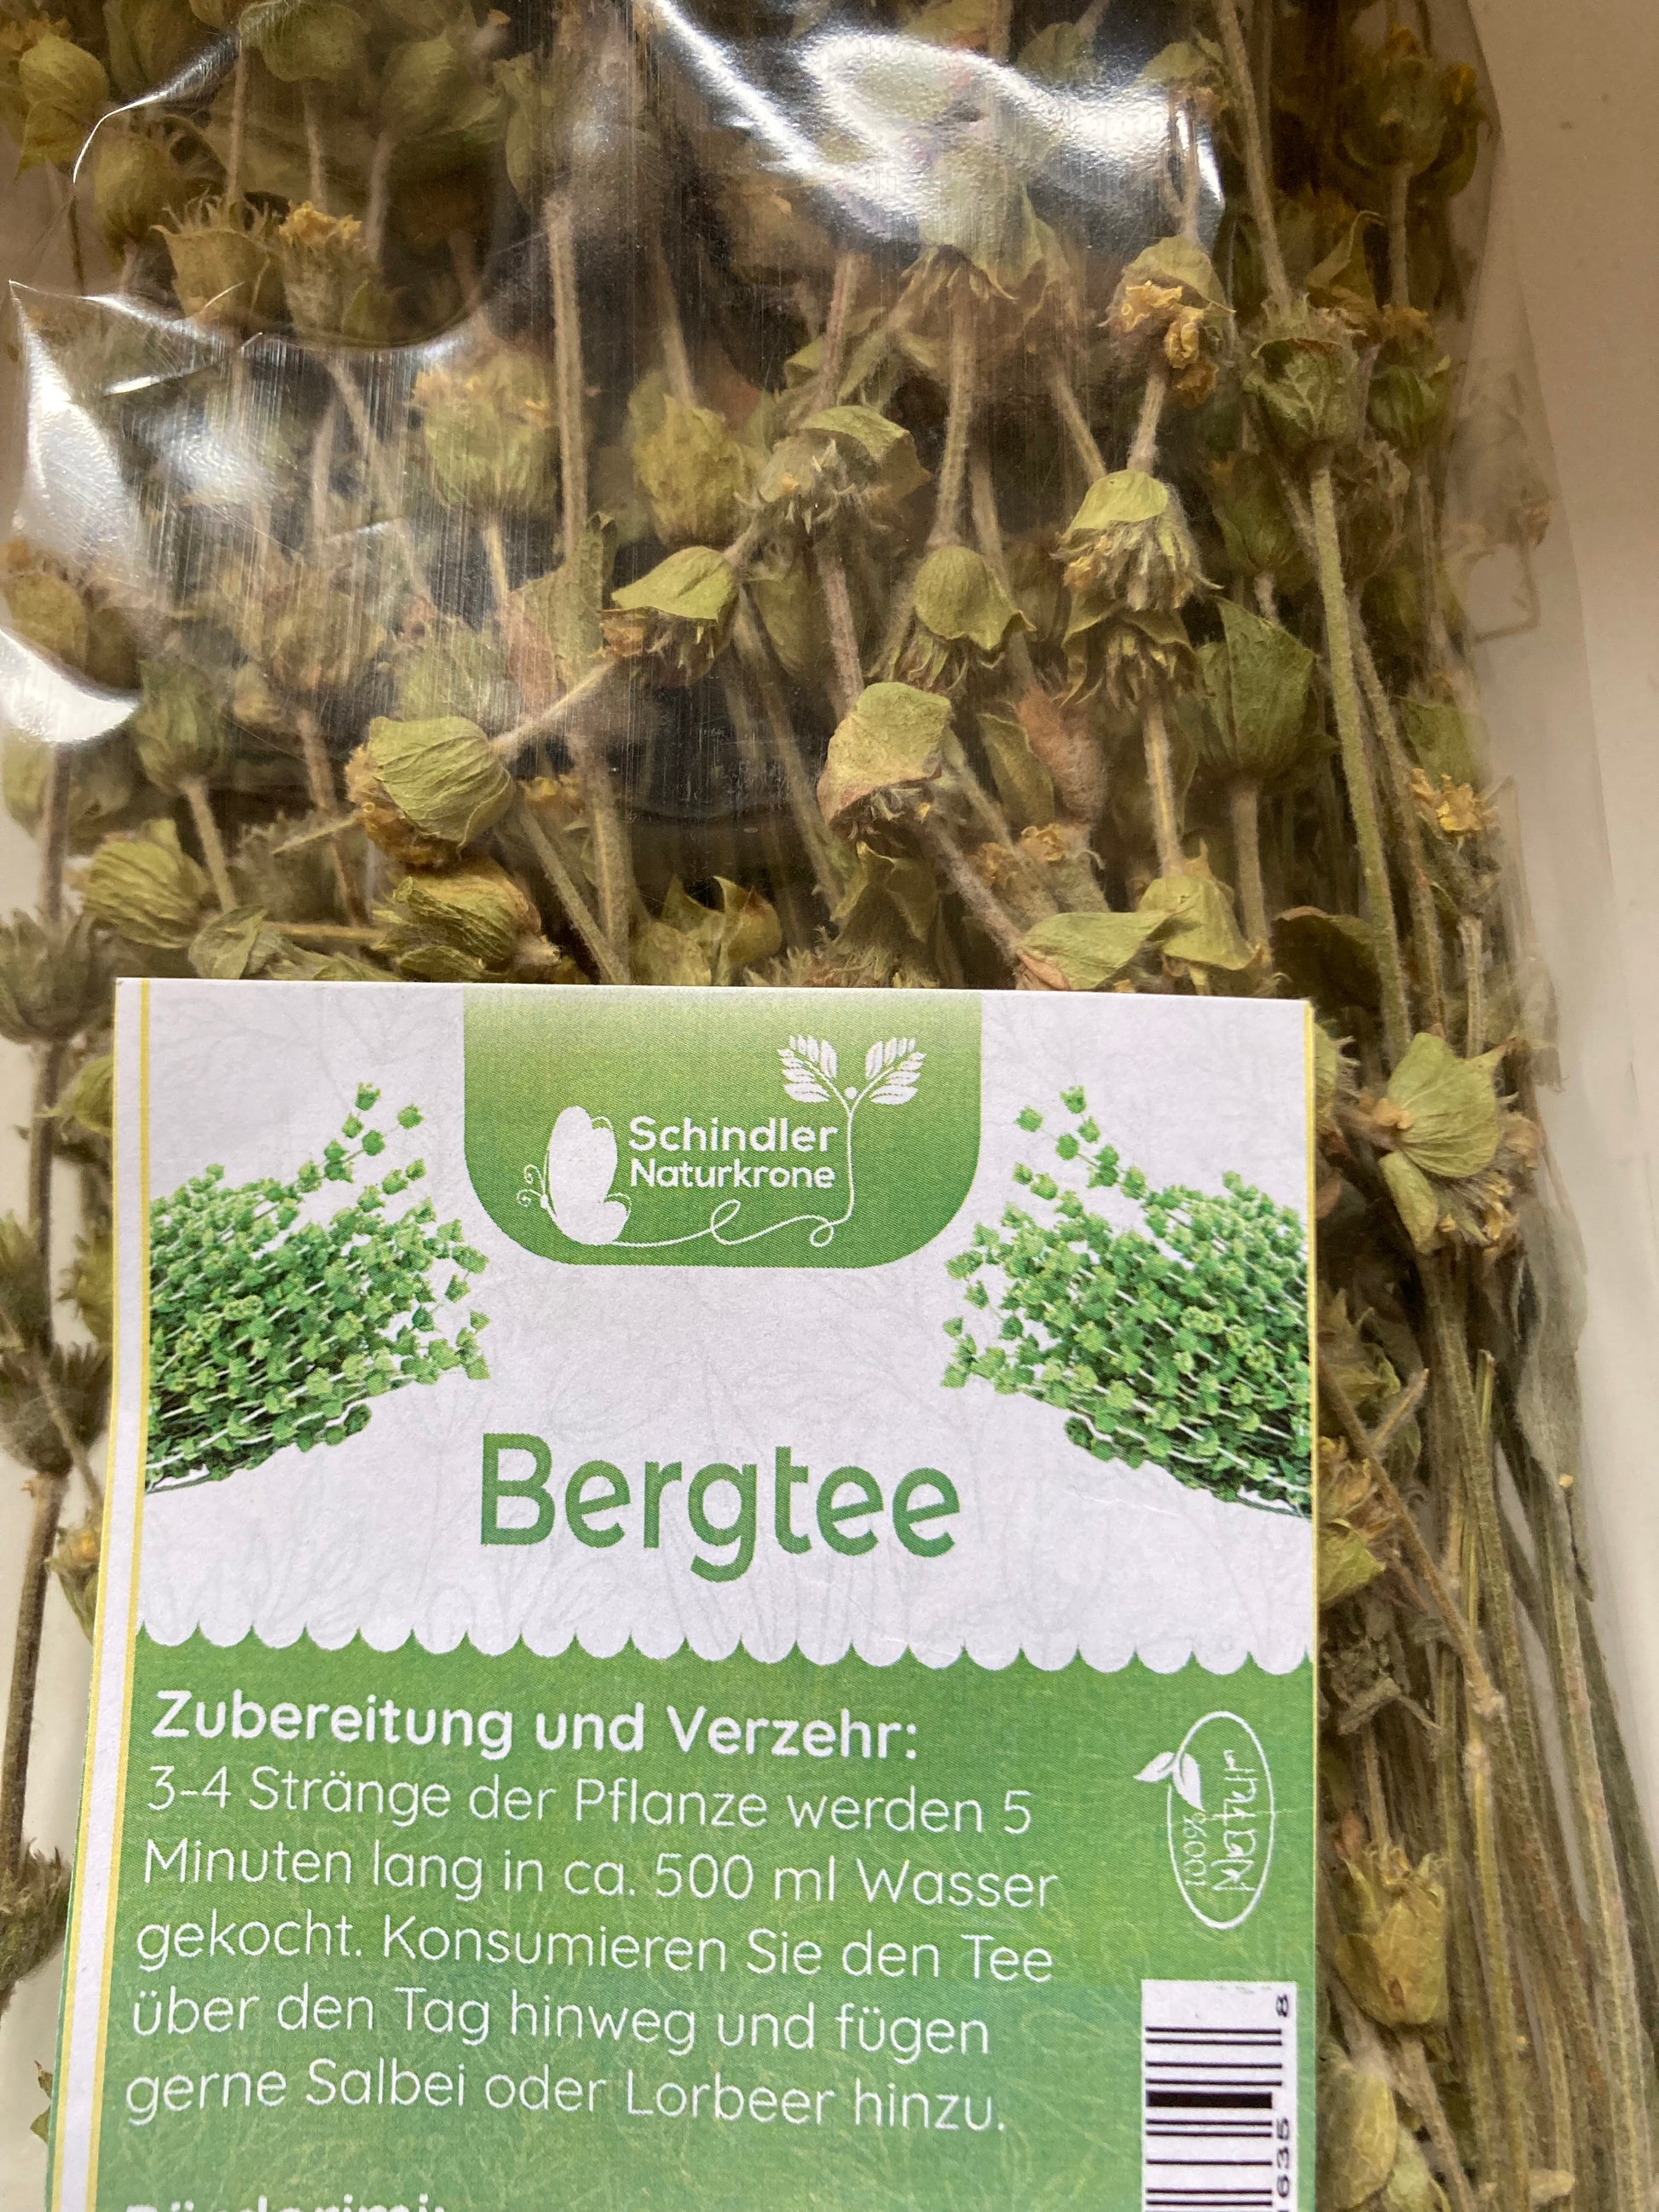 Schindler
Naturkrone
Bergtee
Zubereitung und Verzehr:
3-4 Stränge der Pflanze werden 5
Minuten lang in ca. 500 ml Wasser
gekocht. Konsumieren Sie den Tee
über den Tag hinweg und fügen
gerne Salbei oder Lorbeer hinzu.
100%
Natur
8